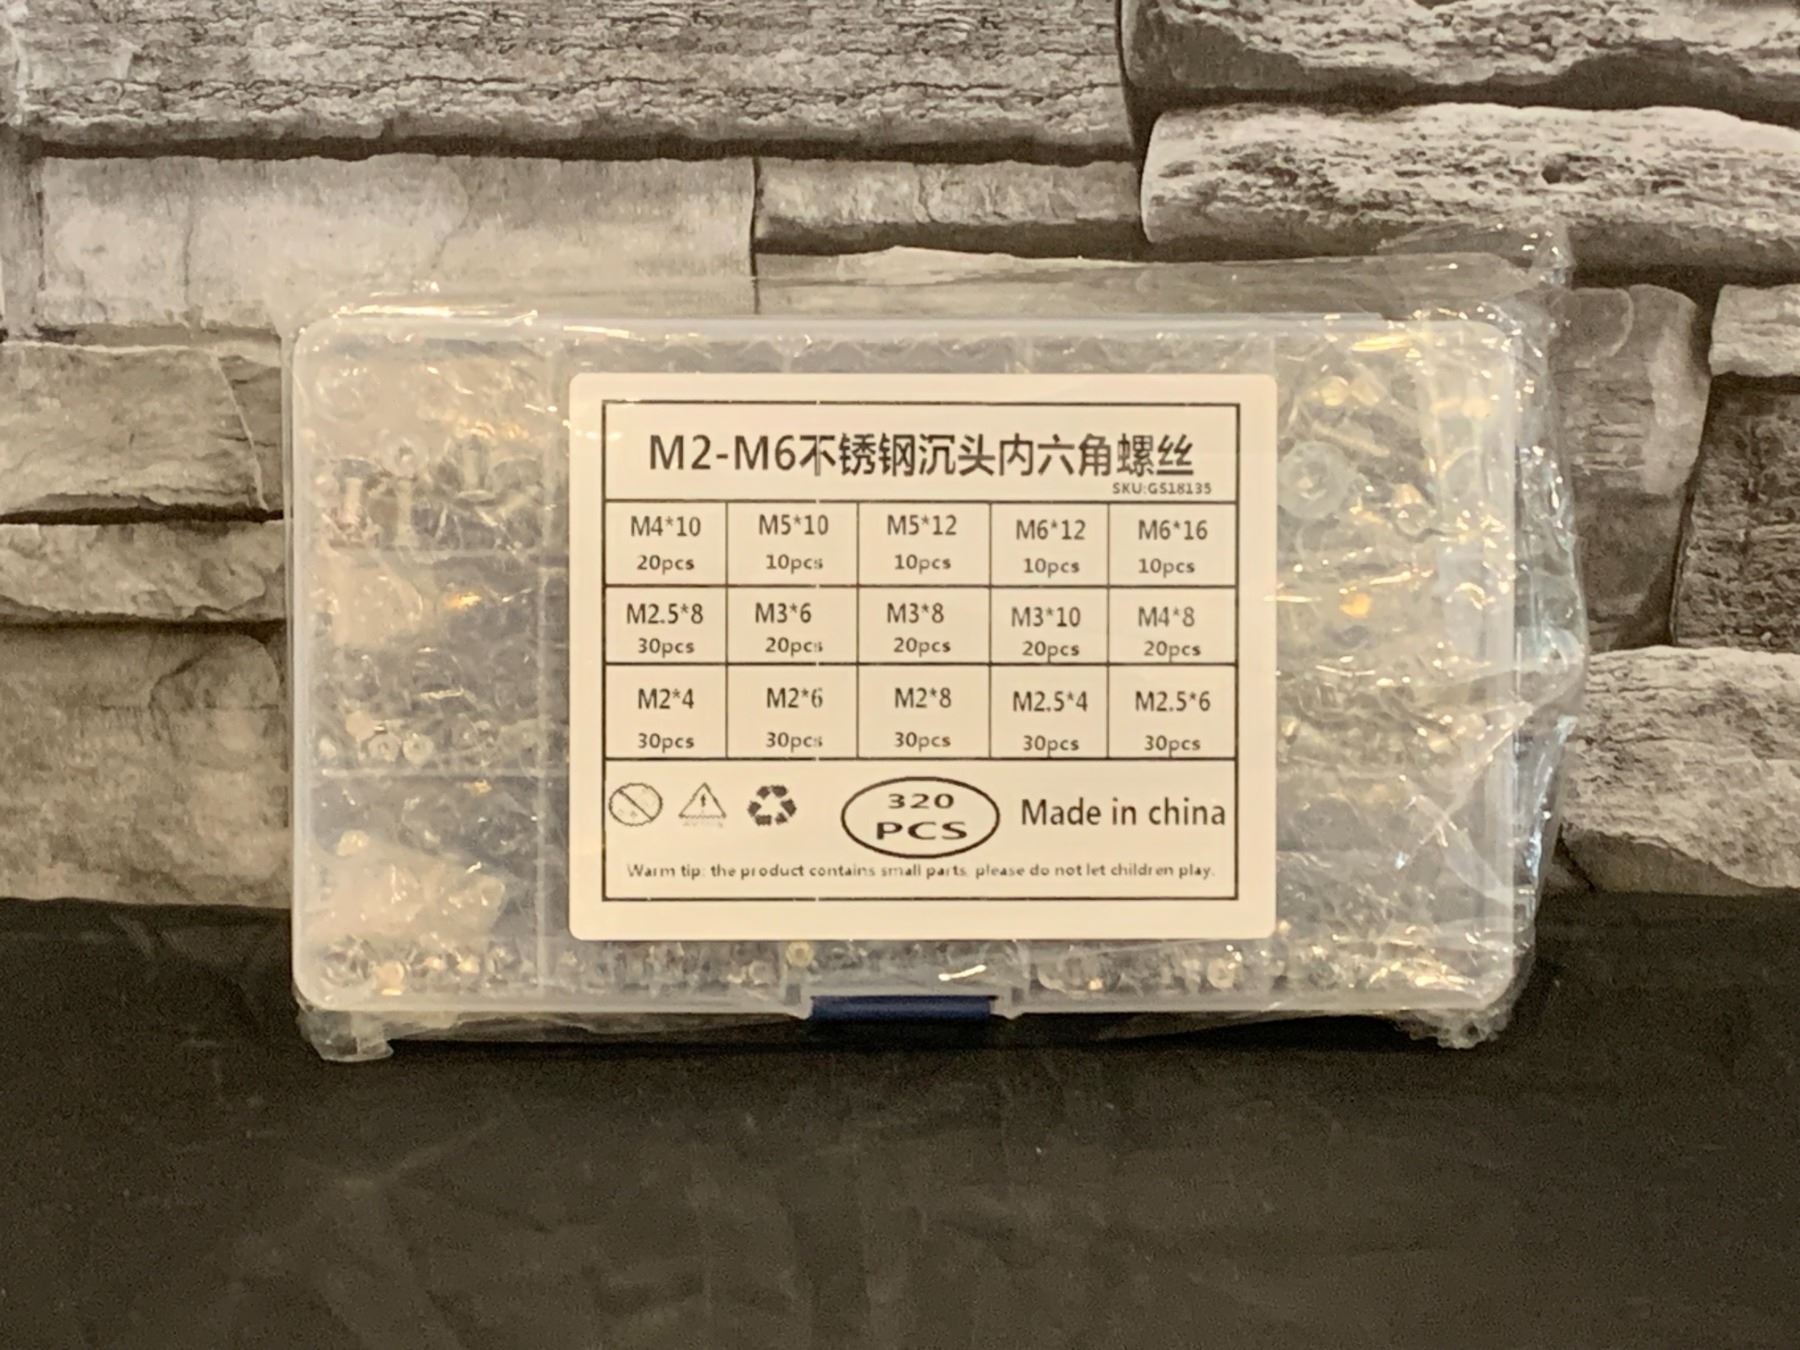 M2-M6不锈钢沉头内六角螺丝
SKU:GS18135
M4*10 M5*10 M5*12 M6*12 M6*16
20pcs 10pcs 10pcs 10pcs 10pcs
M2.5*8 M3*6 M3*8 M3*10 M4*8
30pcs 20pcs 20pcs 20pcs 20pcs
M2*4 M2*6 M2*8 M2.5*4 M2.5*6
30pcs 30pcs 30pcs 30pcs 30pcs
320
PCS
Made in china
Warm tip: the product contains small parts, please do not let children play.